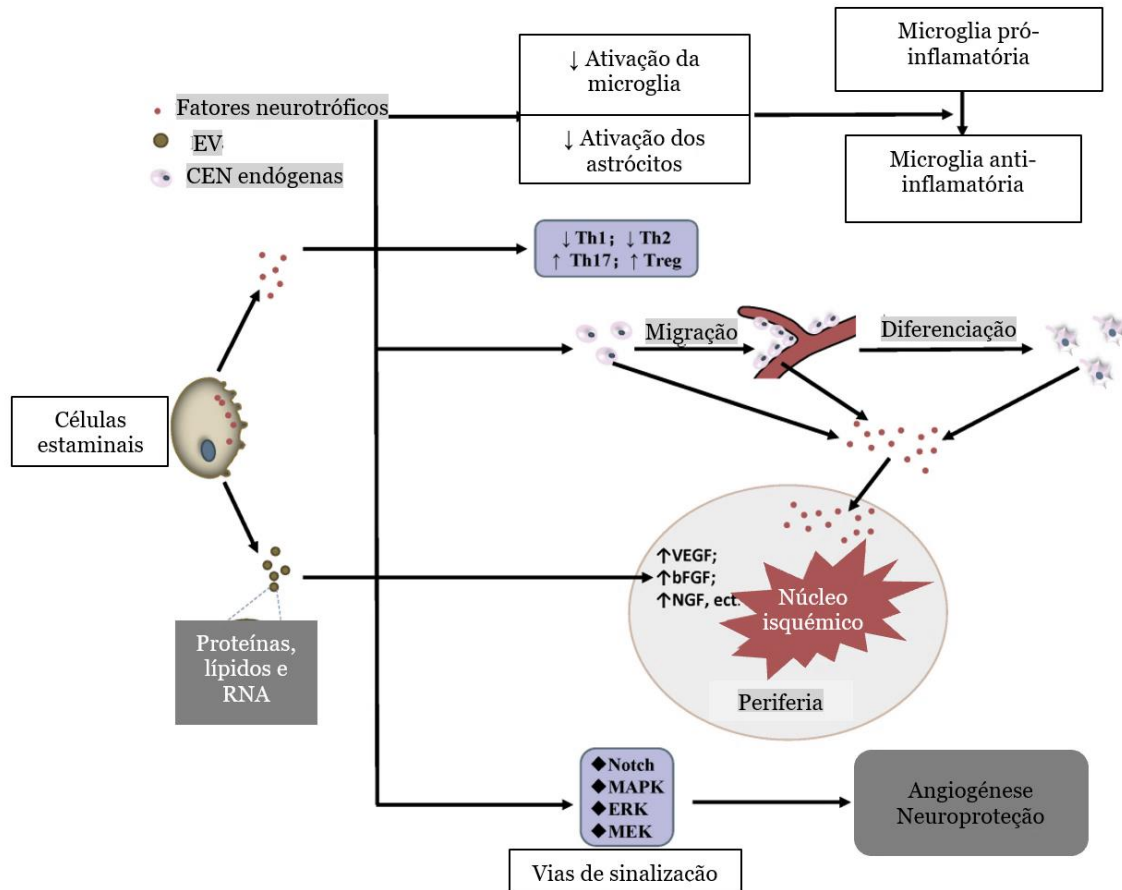 Fatores neurotróficos
EV
CEN endógenas
↓ Ativação da
microglia
↓ Ativação dos
astrócitos
Microglia pró-
inflamatória
Microglia anti-
inflamatória
↓ Th1; ↓ Th2
↑ Th17; ↑ Treg
Migração
Diferenciação
Células
estaminais
↑VEGF;
↑bFGF;
↑NGF, ect.
Núcleo
isquémico
Periferia
Proteínas,
lípidos e
RNA
◆Notch
◆MAPK
◆ERK
◆MEK
Vias de sinalização
Angiogénese
Neuroproteção